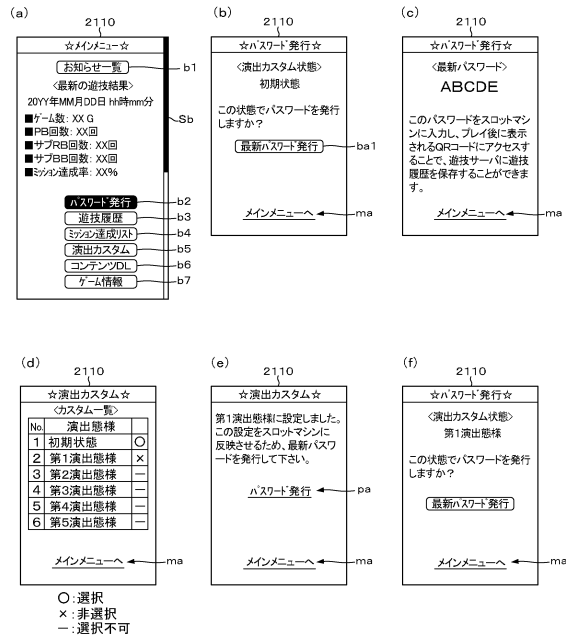 (a)
2110
☆メインメニュー☆
お知らせ一覧
b1
〈最新の遊技結果〉
20YY年MM月DD日 hh時mm分
Sb
■ゲーム数：XX G
■PB回数：XX回
■サブRB回数：XX回
■サブBB回数：XX回
■ミッション達成率：XX%
パスワード発行
b2
遊技履歴
b3
ミッション達成リスト
b4
演出カスタム
b5
コンテンツDL
b6
ゲーム情報
b7
(b)
2110
☆パスワード発行☆
〈演出カスタム状態〉
初期状態
この状態でパスワードを発行
しますか？
最新パスワード発行
ba1
メインメニューへ
ma
(c)
2110
☆パスワード発行☆
〈最新パスワード〉
ABCDE
このパスワードをスロットマシ
ンに入力し、プレイ後に表示
されるQRコードにアクセスす
ることで、遊技サーバに遊技
履歴を保存することができま
す。
メインメニューへ
ma
(d)
2110
☆演出カスタム☆
〈カスタム一覧〉
No. 演出態様
1 初期状態 ○
2 第1演出態様 ×
3 第2演出態様 －
4 第3演出態様 －
5 第4演出態様 －
6 第5演出態様 －
メインメニューへ
ma
○：選択
×：非選択
－：選択不可
(e)
2110
☆演出カスタム☆
第1演出態様に設定しました。
この設定をスロットマシンに
反映させるため、最新パスワ
ードを発行して下さい。
パスワード発行
pa
メインメニューへ
ma
(f)
2110
☆パスワード発行☆
〈演出カスタム状態〉
第1演出態様
この状態でパスワードを発行
しますか？
最新パスワード発行
メインメニューへ
ma